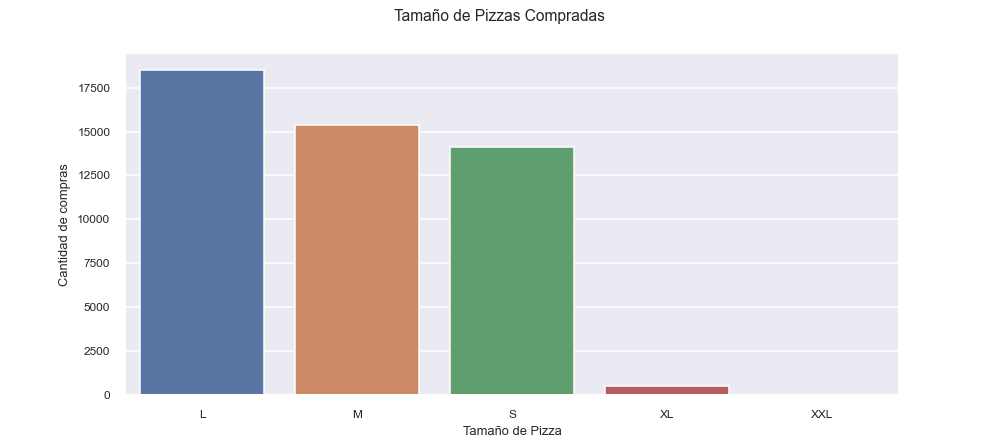 Tamaño de Pizzas Compradas
17500
15000
12500
10000
7500
5000
2500
0
Cantidad de compras
L M S XL XXL
Tamaño de Pizza